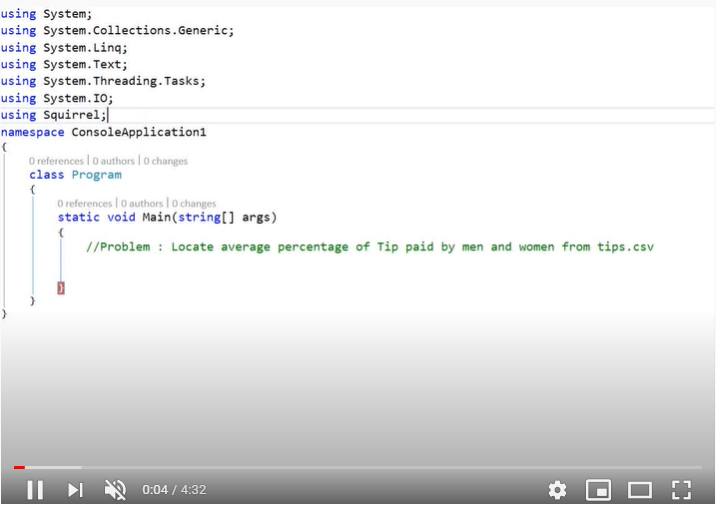 using System;
using System.Collections.Generic;
using System.Linq;
using System.Text;
using System.Threading.Tasks;
using System.IO;
using Squirrel;
namespace ConsoleApplication1
{
0 references | 0 authors | 0 changes
class Program
{
0 references | 0 authors | 0 changes
static void Main(string[] args)
{
//Problem : Locate average percentage of Tip paid by men and women from tips.csv
}
}
}
0:04 / 4:32